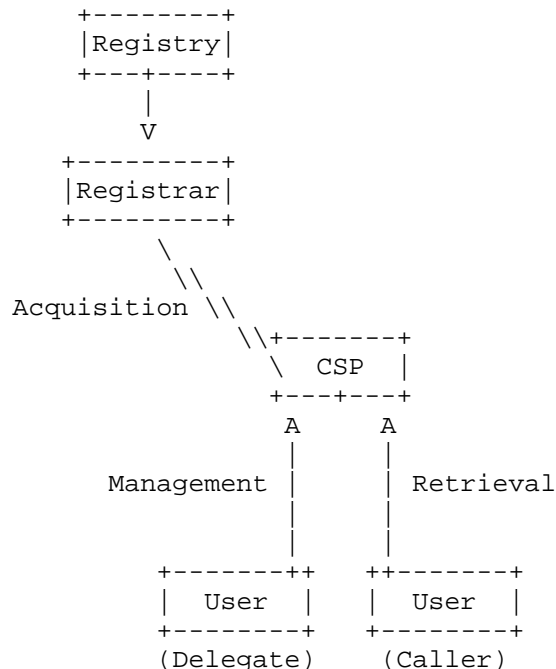 +--------+
|Registry|
+---+----+
|
V
+---------+
|Registrar|
+---------+
\
\\
Acquisition \\
\\+-------+
\ CSP |
+---+---+
A A
| |
Management | | Retrieval
| |
| |
+-------++ ++-------+
| User | | User |
+--------+ +--------+
(Delegate) (Caller)